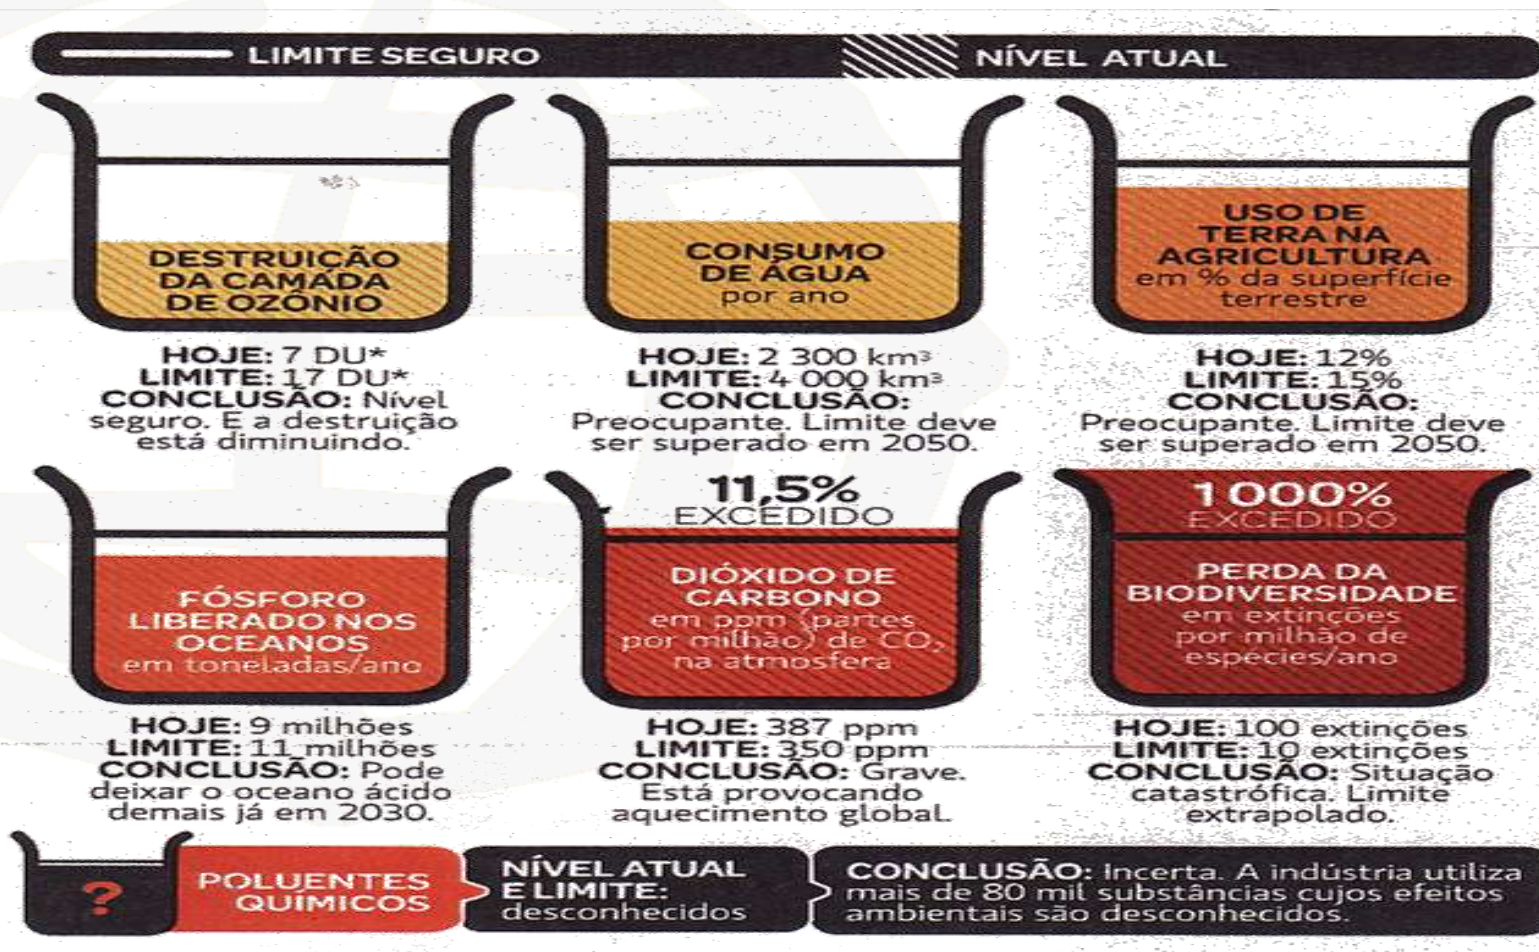 LIMITE SEGURO
NÍVEL ATUAL
DESTRUIÇÃO
DA CAMADA
DE OZÔNIO
HOJE: 7 DU*
LIMITE: 17 DU*
CONCLUSÃO: Nível
seguro. E a destruição
está diminuindo.
CONSUMO
DE ÁGUA
por ano
HOJE: 2 300 km³
LIMITE: 4 000 km³
CONCLUSÃO:
Preocupante. Limite deve
ser superado em 2050.
USO DE
TERRA NA
AGRICULTURA
em % da superfície
terrestre
HOJE: 12%
LIMITE: 15%
CONCLUSÃO:
Preocupante. Limite deve
ser superado em 2050.
FÓSFORO
LIBERADO NOS
OCEANOS
em toneladas/ano
HOJE: 9 milhões
LIMITE: 11 milhões
CONCLUSÃO: Pode
deixar o oceano ácido
demais já em 2030.
11,5%
EXCEDIDO
DIÓXIDO DE
CARBONO
em ppm (partes
por milhão) de CO₂
na atmosfera
HOJE: 387 ppm
LIMITE: 350 ppm
CONCLUSÃO: Grave.
Está provocando
aquecimento global.
1 000%
EXCEDIDO
PERDA DA
BIODIVERSIDADE
em extinções
por milhão de
espécies/ano
HOJE: 100 extinções
LIMITE: 10 extinções
CONCLUSÃO: Situação
catastrófica. Limite
extrapolado.
?
POLUENTES
QUÍMICOS
NÍVEL ATUAL
E LIMITE:
desconhecidos
CONCLUSÃO: Incerta. A indústria utiliza
mais de 80 mil substâncias cujos efeitos
ambientais são desconhecidos.